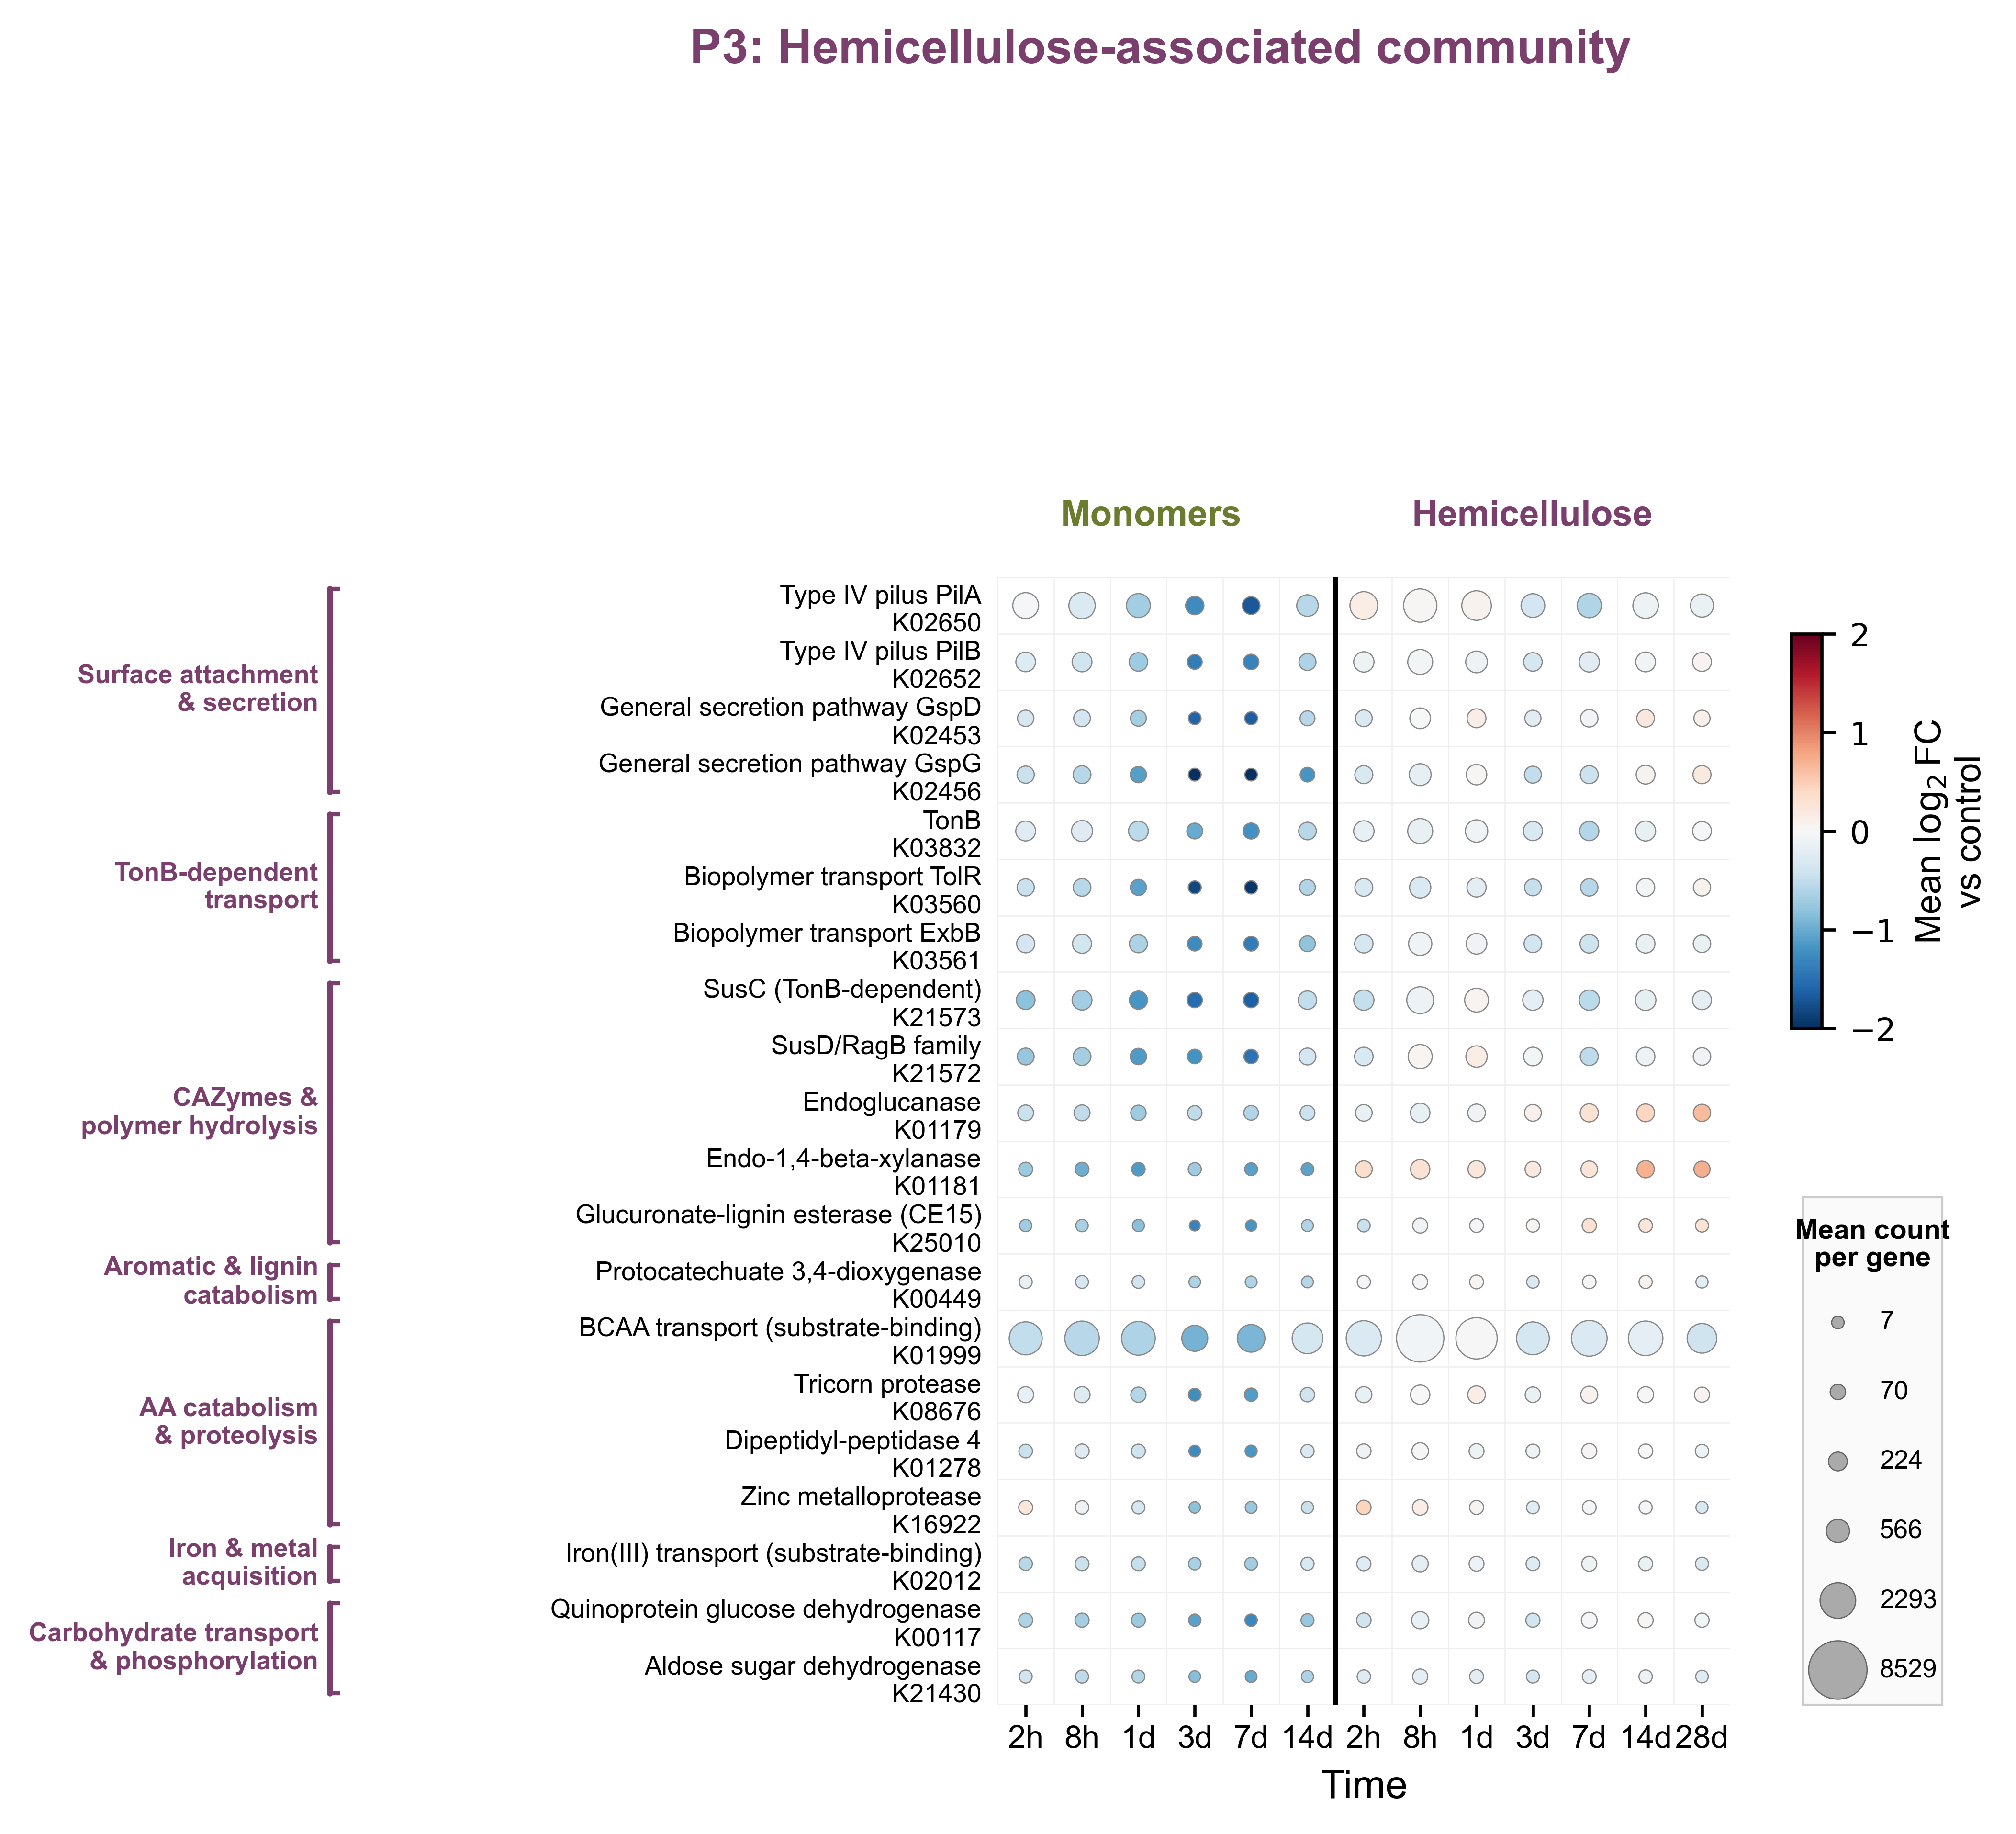 P3: Hemicellulose-associated community
Monomers
Hemicellulose
Surface attachment
& secretion
Type IV pilus PilA
K02650
Type IV pilus PilB
K02652
General secretion pathway GspD
K02453
General secretion pathway GspG
K02456
TonB-dependent
transport
TonB
K03832
Biopolymer transport TolR
K03560
Biopolymer transport ExbB
K03561
CAZymes &
polymer hydrolysis
SusC (TonB-dependent)
K21573
SusD/RagB family
K21572
Endoglucanase
K01179
Endo-1,4-beta-xylanase
K01181
Glucuronate-lignin esterase (CE15)
K25010
Aromatic & lignin
catabolism
Protocatechuate 3,4-dioxygenase
K00449
AA catabolism
& proteolysis
BCAA transport (substrate-binding)
K01999
Tricorn protease
K08676
Dipeptidyl-peptidase 4
K01278
Zinc metalloprotease
K16922
Iron & metal
acquisition
Iron(III) transport (substrate-binding)
K02012
Carbohydrate transport
& phosphorylation
Quinoprotein glucose dehydrogenase
K00117
Aldose sugar dehydrogenase
K21430
2h 8h 1d 3d 7d 14d 2h 8h 1d 3d 7d 14d 28d
Time
2
1
0
−1
−2
Mean log₂ FC
vs control
Mean count
per gene
7
70
224
566
2293
8529